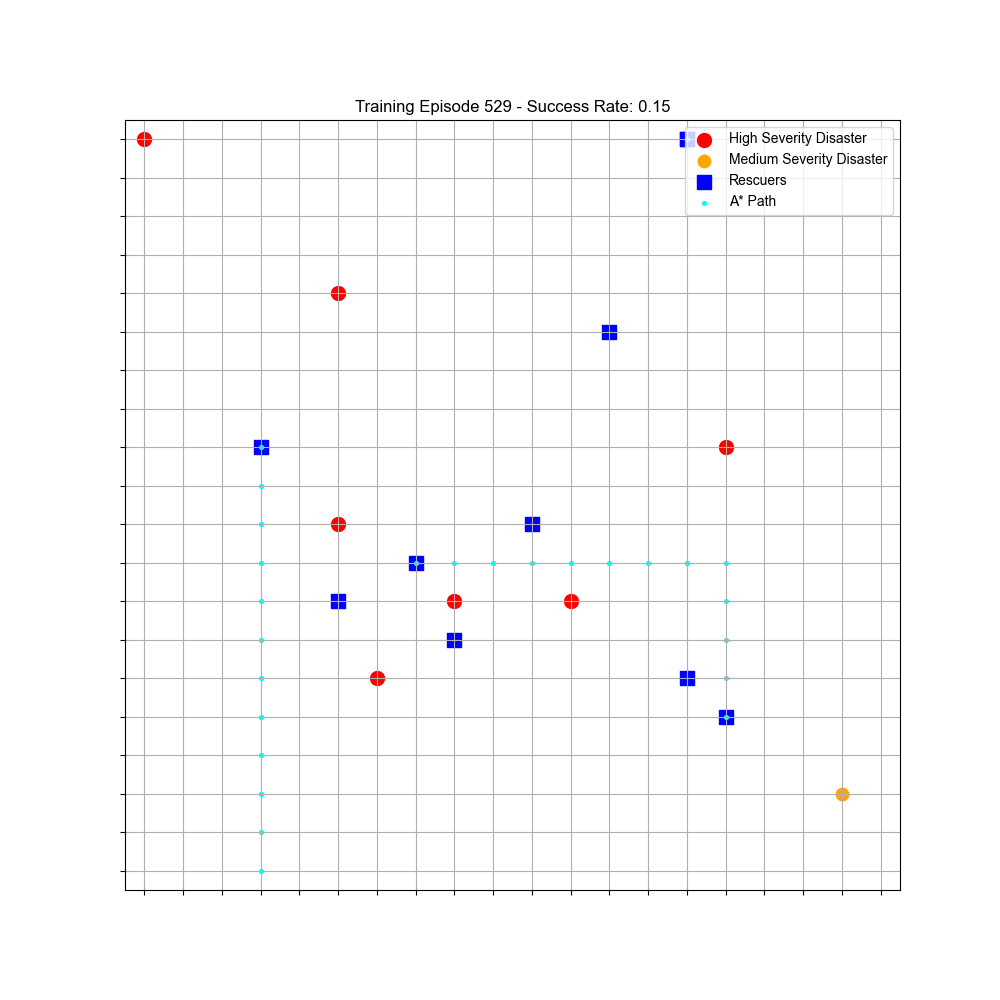 Training Episode 529 - Success Rate: 0.15
High Severity Disaster
Medium Severity Disaster
Rescuers
A* Path